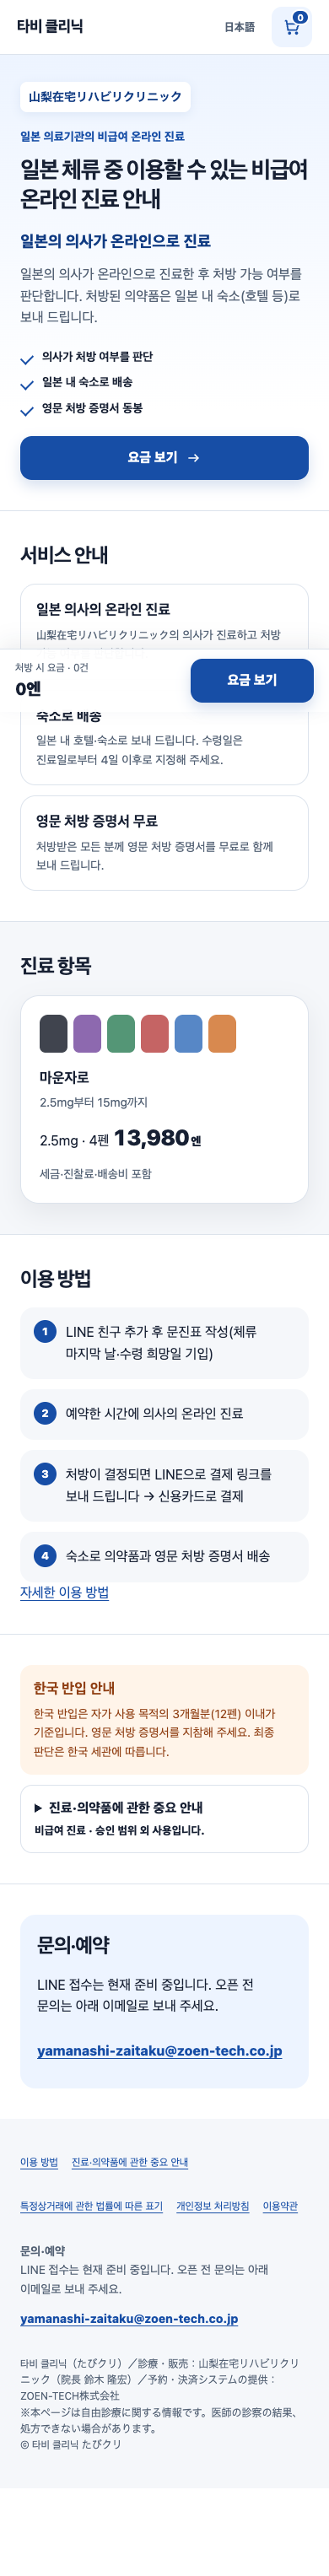 타비 클리닉
日本語
0
山梨在宅リハビリクリニック
일본 의료기관의 비급여 온라인 진료
일본 체류 중 이용할 수 있는 비급여
온라인 진료 안내
일본의 의사가 온라인으로 진료
일본의 의사가 온라인으로 진료한 후 처방 가능 여부를
판단합니다. 처방된 의약품은 일본 내 숙소(호텔 등)로
보내 드립니다.
의사가 처방 여부를 판단
일본 내 숙소로 배송
영문 처방 증명서 동봉
요금 보기 →
서비스 안내
일본 의사의 온라인 진료
山梨在宅リハビリクリニック의 의사가 진료하고 처방
처방 시 요금 · 0건
0엔
요금 보기
숙소로 배송
일본 내 호텔·숙소로 보내 드립니다. 수령일은
진료일로부터 4일 이후로 지정해 주세요.
영문 처방 증명서 무료
처방받은 모든 분께 영문 처방 증명서를 무료로 함께
보내 드립니다.
진료 항목
마운자로
2.5mg부터 15mg까지
2.5mg · 4펜 13,980엔
세금·진찰료·배송비 포함
이용 방법
1 LINE 친구 추가 후 문진표 작성(체류
마지막 날·수령 희망일 기입)
2 예약한 시간에 의사의 온라인 진료
3 처방이 결정되면 LINE으로 결제 링크를
보내 드립니다 → 신용카드로 결제
4 숙소로 의약품과 영문 처방 증명서 배송
자세한 이용 방법
한국 반입 안내
한국 반입은 자가 사용 목적의 3개월분(12펜) 이내가
기준입니다. 영문 처방 증명서를 지참해 주세요. 최종
판단은 한국 세관에 따릅니다.
▶ 진료·의약품에 관한 중요 안내
비급여 진료 · 승인 범위 외 사용입니다.
문의·예약
LINE 접수는 현재 준비 중입니다. 오픈 전
문의는 아래 이메일로 보내 주세요.
yamanashi-zaitaku@zoen-tech.co.jp
이용 방법 진료·의약품에 관한 중요 안내
특정상거래에 관한 법률에 따른 표기 개인정보 처리방침 이용약관
문의·예약
LINE 접수는 현재 준비 중입니다. 오픈 전 문의는 아래
이메일로 보내 주세요.
yamanashi-zaitaku@zoen-tech.co.jp
타비 클리닉（たびクリ）／診療・販売：山梨在宅リハビリクリ
ニック（院長 鈴木 隆宏）／予約・決済システムの提供：
ZOEN-TECH株式会社
※本ページは自由診療に関する情報です。医師の診察の結果、
処方できない場合があります。
© 타비 클리닉 たびクリ